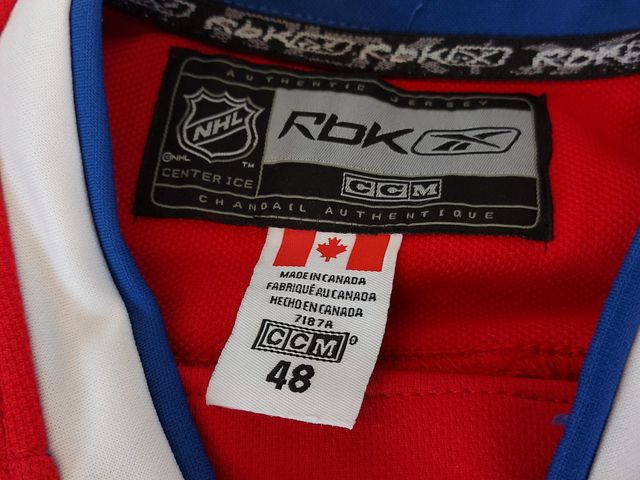 RbK RbK RbK
AUTHENTIC JERSEY
NHL
RbK
©NHL
TM
CENTER ICE
CCM
CHANDAIL AUTHENTIQUE
MADE IN CANADA
FABRIQUÉ AU CANADA
HECHO EN CANADA
7187A
CCM®
48